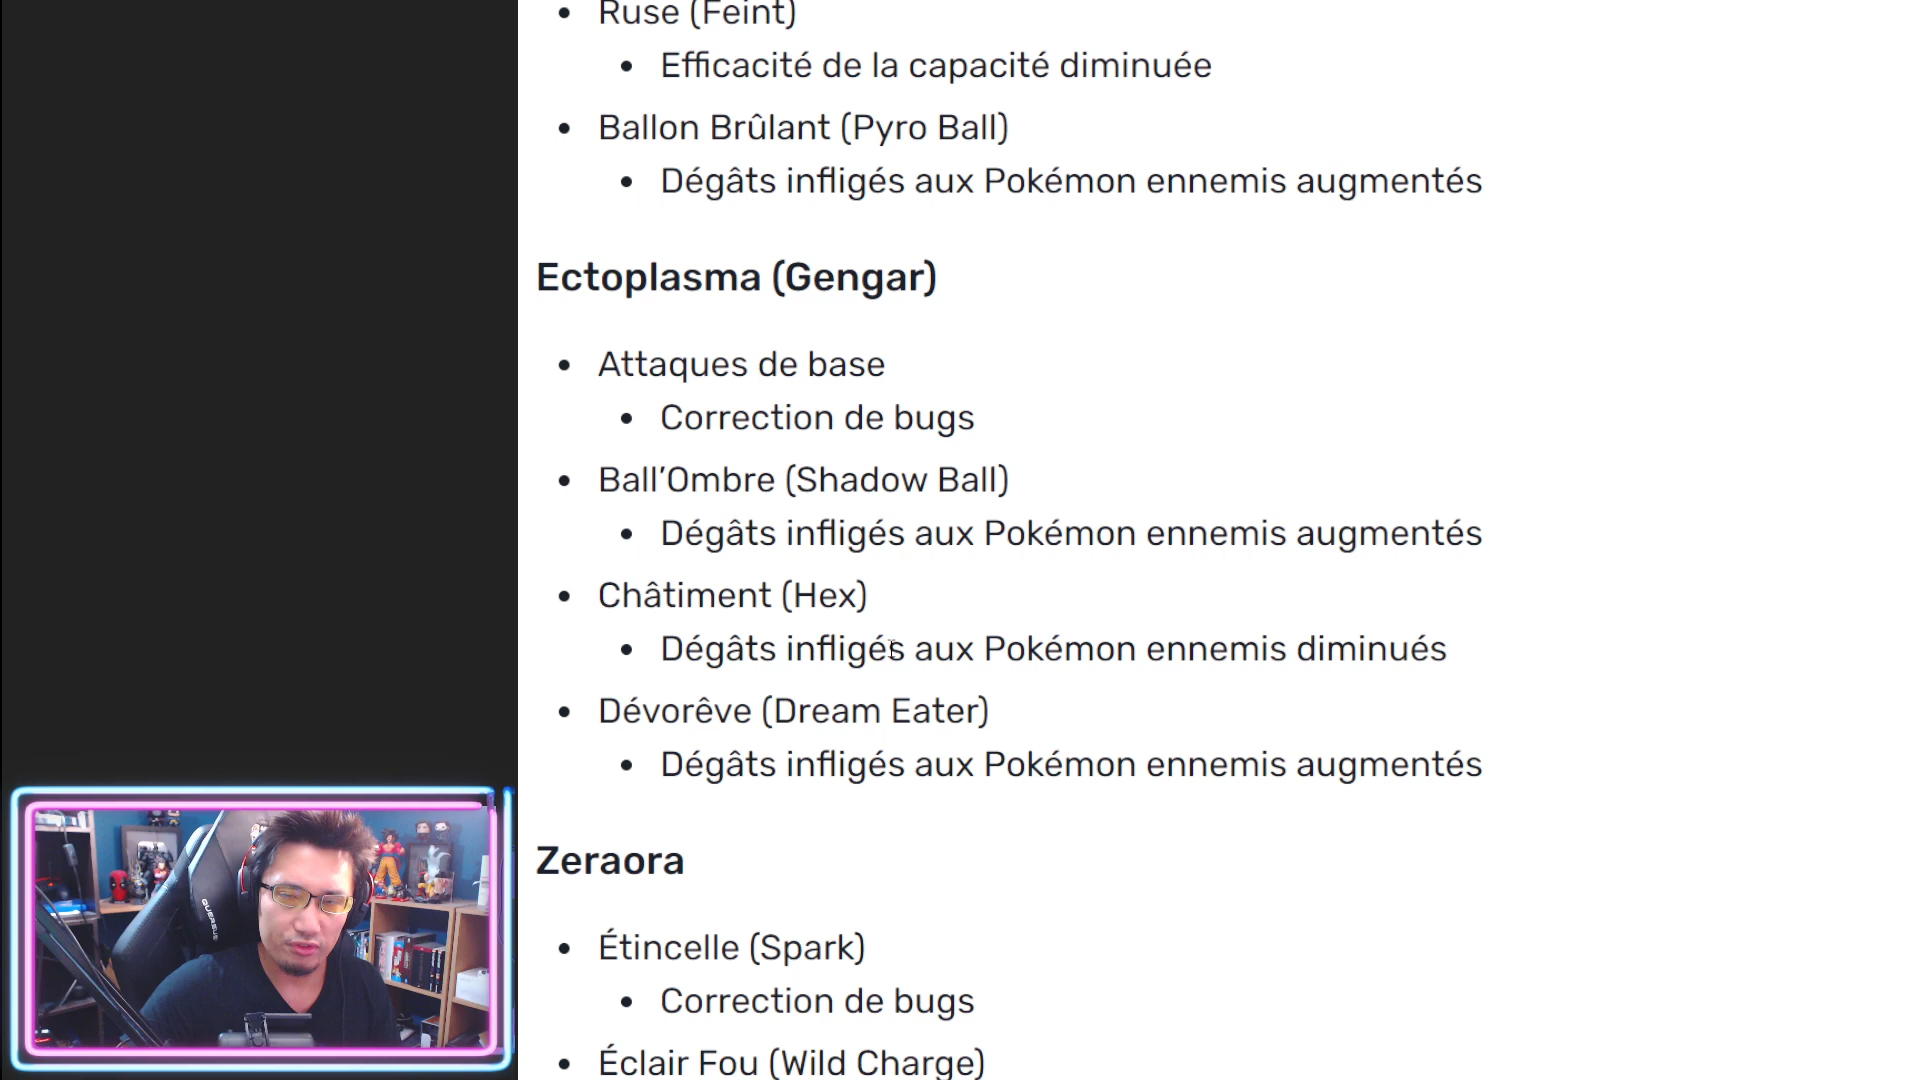 Ruse (Feint)
Efficacité de la capacité diminuée
Ballon Brûlant (Pyro Ball)
Dégâts infligés aux Pokémon ennemis augmentés
Ectoplasma (Gengar)
Attaques de base
Correction de bugs
Ball’Ombre (Shadow Ball)
Dégâts infligés aux Pokémon ennemis augmentés
Châtiment (Hex)
Dégâts infligés aux Pokémon ennemis diminués
Dévorêve (Dream Eater)
Dégâts infligés aux Pokémon ennemis augmentés
Zeraora
Étincelle (Spark)
Correction de bugs
Éclair Fou (Wild Charge)